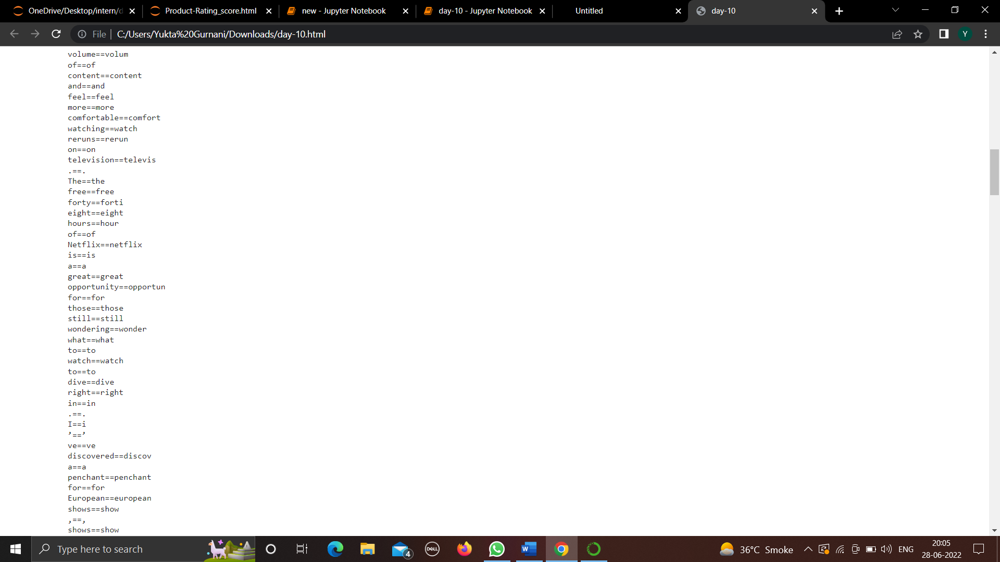 OneDrive/Desktop/intern/d
Product-Rating_score.html
new - Jupyter Notebook
day-10 - Jupyter Notebook
Untitled
day-10
File
C:/Users/Yukta%20Gurnani/Downloads/day-10.html
Y
volume==volum
of==of
content==content
and==and
feel==feel
more==more
comfortable==comfort
watching==watch
reruns==rerun
on==on
television==televis
.==.
The==the
free==free
forty==forti
eight==eight
hours==hour
of==of
Netflix==netflix
is==is
a==a
great==great
opportunity==opportun
for==for
those==those
still==still
wondering==wonder
what==what
to==to
watch==watch
to==to
dive==dive
right==right
in==in
.==.
I==i
’==’
ve==ve
discovered==discov
a==a
penchant==penchant
for==for
European==european
shows==show
,==,
shows==show
Type here to search
4
DELL
W
36°C Smoke
ENG
20:05
28-06-2022